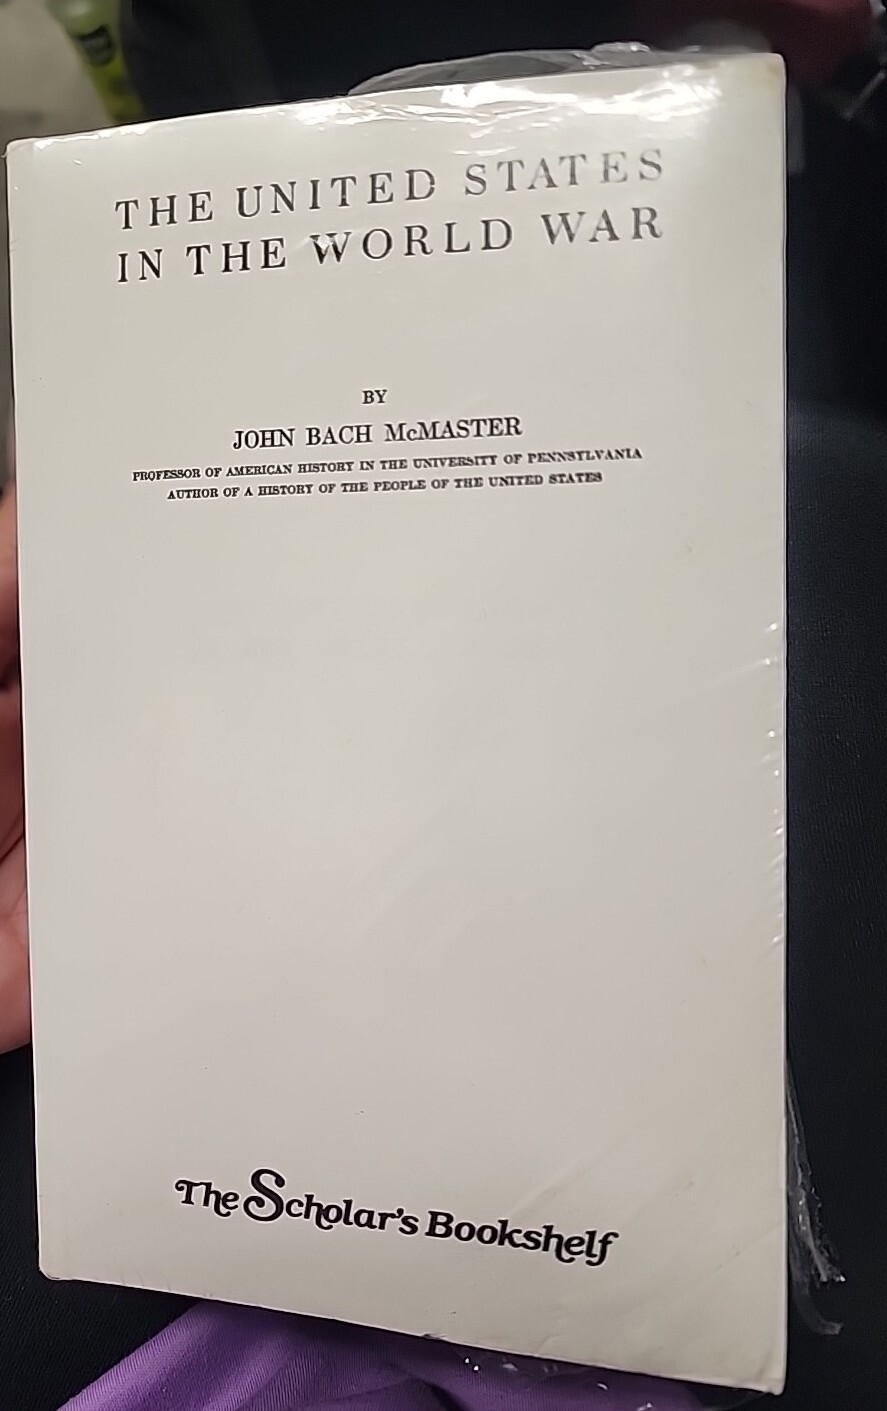 THE UNITED STATES
IN THE WORLD WAR
BY
JOHN BACH McMASTER
PROFESSOR OF AMERICAN HISTORY IN THE UNIVERSITY OF PENNSYLVANIA
AUTHOR OF A HISTORY OF THE PEOPLE OF THE UNITED STATES
The Scholar's Bookshelf